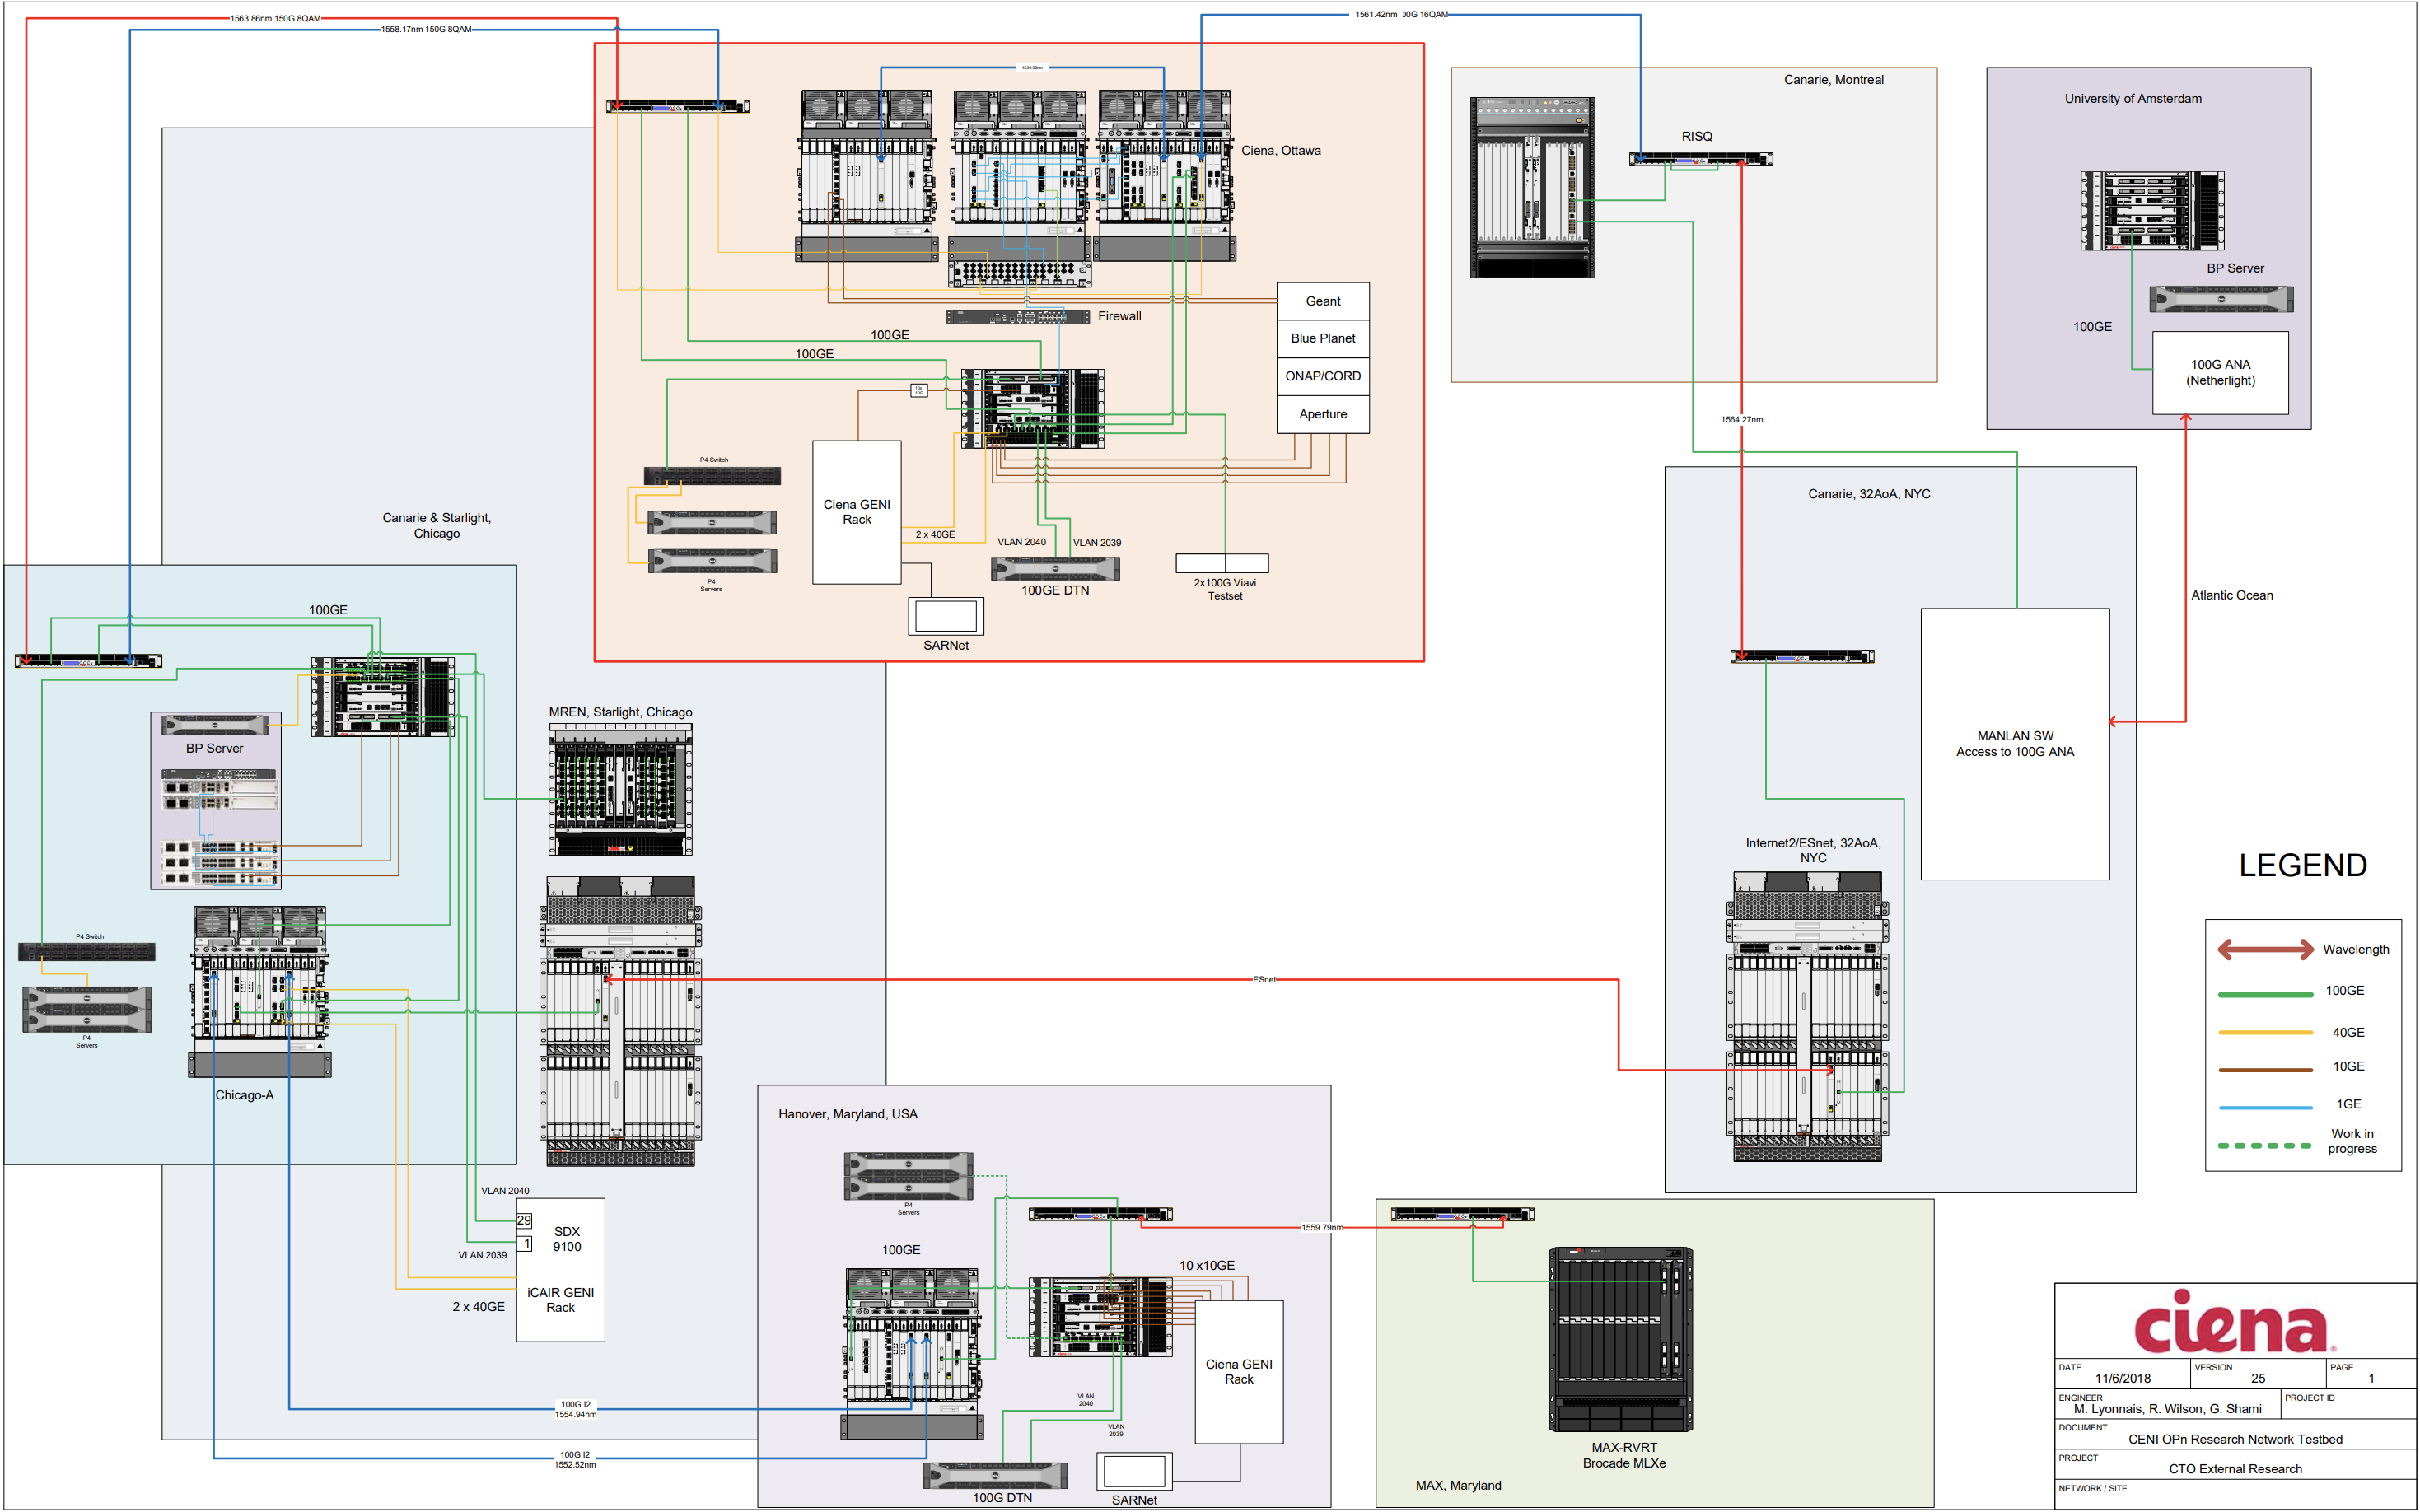 1563.86nm 150G 8QAM
1558.17nm 150G 8QAM
1561.42nm
00G 16QAM
Ciena, Ottawa
Firewall
100GE
100GE
Geant
Blue Planet
ONAP/CORD
Aperture
10x
10G
P4 Switch
P4
Servers
Ciena GENI
Rack
2 x 40GE
SARNet
VLAN 2040
VLAN 2039
100GE DTN
2x100G Viavi
Testset
Canarie, Montreal
RISQ
1564.27nm
University of Amsterdam
BP Server
100GE
100G ANA
(Netherlight)
Atlantic Ocean
Canarie, 32AoA, NYC
MANLAN SW
Access to 100G ANA
Internet2/ESnet, 32AoA,
NYC
Canarie & Starlight,
Chicago
100GE
BP Server
P4 Switch
P4
Servers
Chicago-A
MREN, Starlight, Chicago
ESnet
VLAN 2040
29
1
VLAN 2039
SDX
9100
iCAIR GENI
Rack
2 x 40GE
100G I2
1554.94nm
100G I2
1552.52nm
Hanover, Maryland, USA
P4
Servers
100GE
10 x10GE
Ciena GENI
Rack
VLAN
2040
VLAN
2039
100G DTN
SARNet
1559.79nm
MAX-RVRT
Brocade MLXe
MAX, Maryland
LEGEND
Wavelength
100GE
40GE
10GE
1GE
Work in
progress
ciena
DATE
11/6/2018
VERSION
25
PAGE
1
ENGINEER
M. Lyonnais, R. Wilson, G. Shami
PROJECT ID
DOCUMENT
CENI OPn Research Network Testbed
PROJECT
CTO External Research
NETWORK / SITE